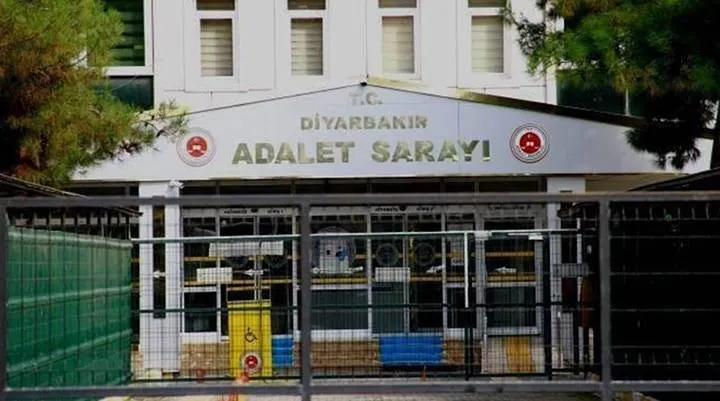 T.C.
DİYARBAKIR
ADALET SARAYI